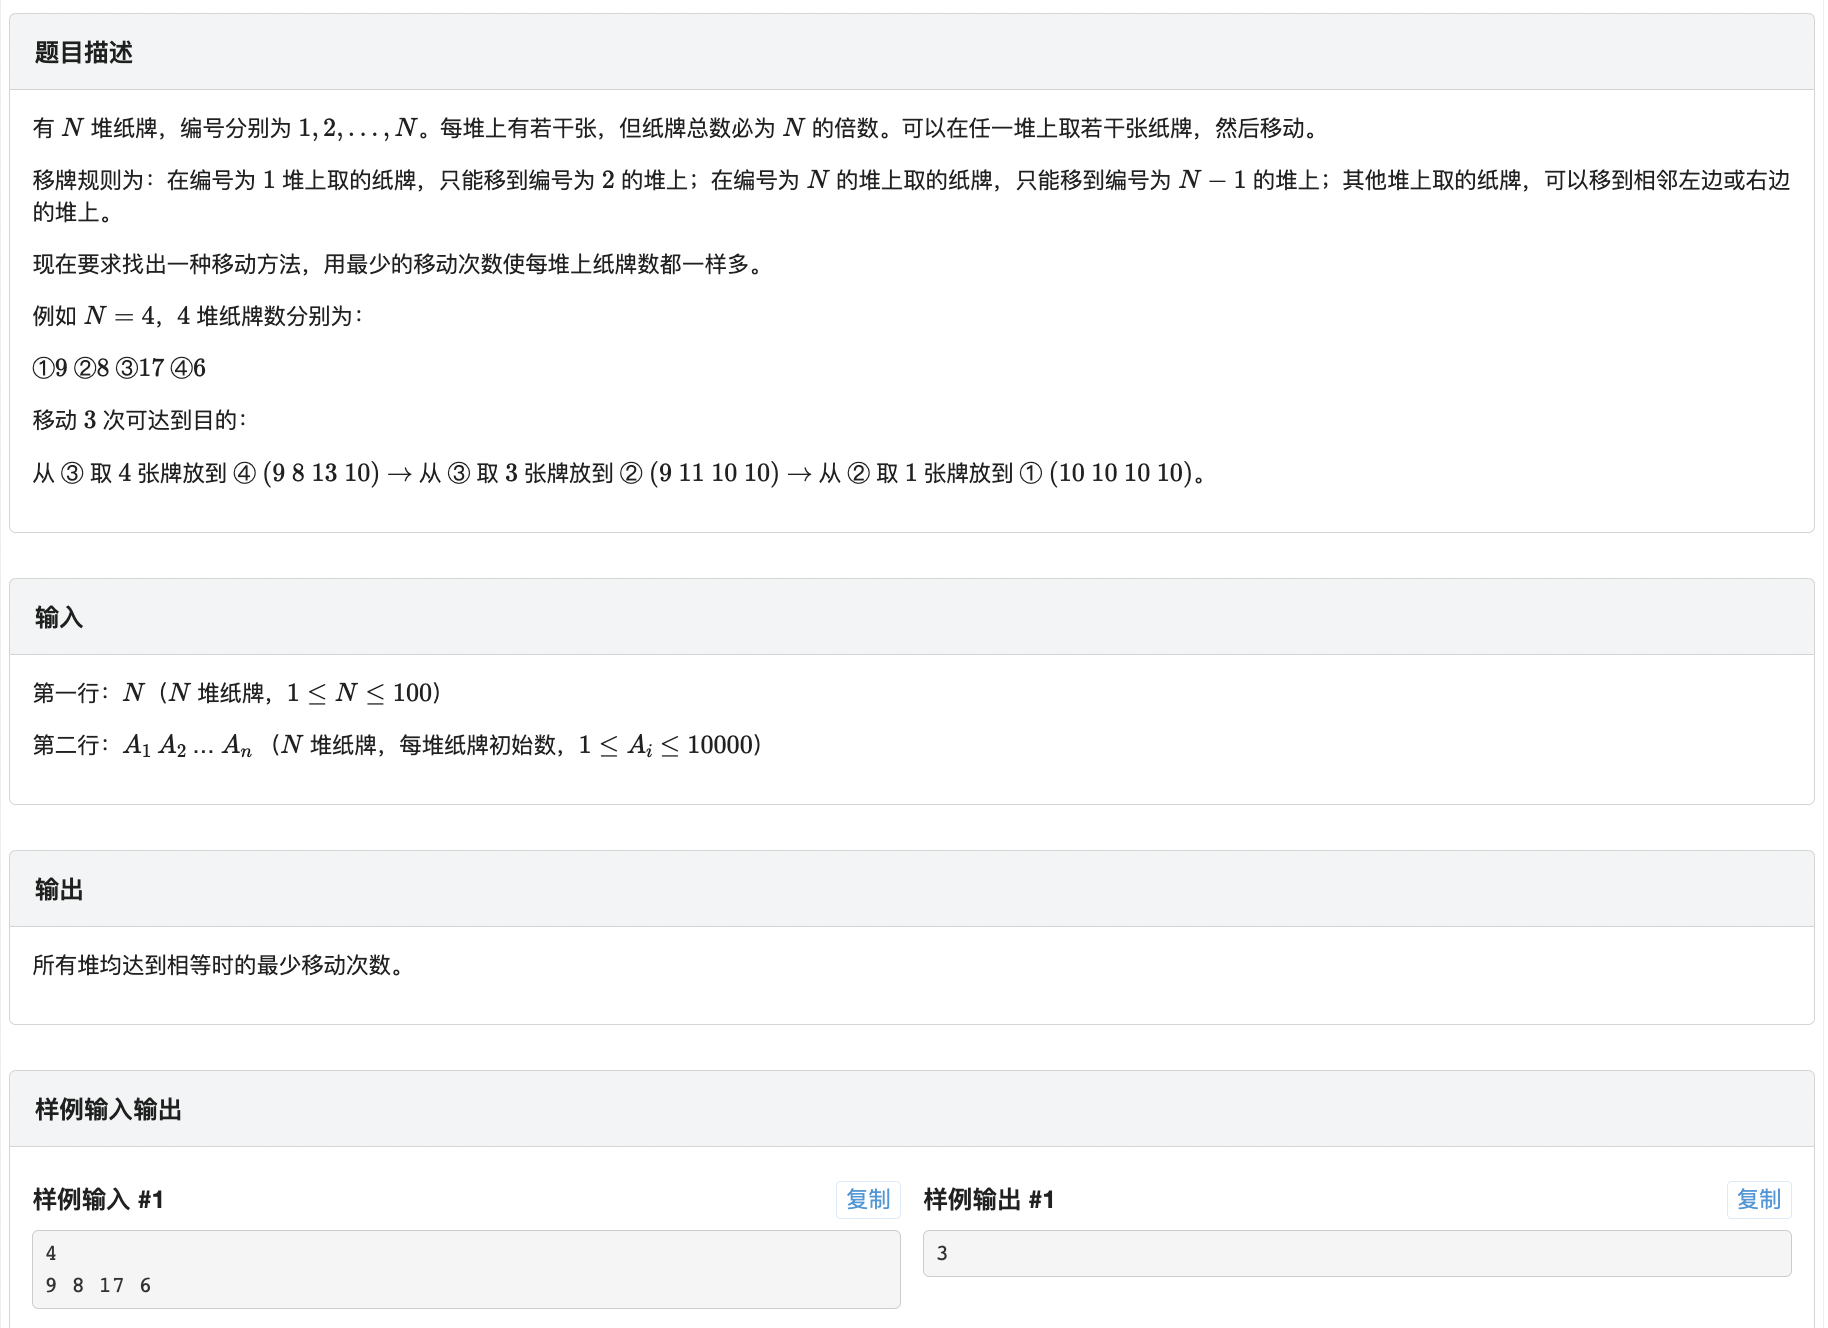 题目描述
有 N 堆纸牌，编号分别为 1, 2, . . . , N。每堆上有若干张，但纸牌总数必为 N 的倍数。可以在任一堆上取若干张纸牌，然后移动。
移牌规则为：在编号为 1 堆上取的纸牌，只能移到编号为 2 的堆上；在编号为 N 的堆上取的纸牌，只能移到编号为 N − 1 的堆上；其他堆上取的纸牌，可以移到相邻左边或右边
的堆上。
现在要求找出一种移动方法，用最少的移动次数使每堆上纸牌数都一样多。
例如 N = 4，4 堆纸牌数分别为：
①9 ②8 ③17 ④6
移动 3 次可达到目的：
从 ③ 取 4 张牌放到 ④ (9 8 13 10) → 从 ③ 取 3 张牌放到 ② (9 11 10 10) → 从 ② 取 1 张牌放到 ① (10 10 10 10)。
输入
第一行：N（N 堆纸牌，1 ≤ N ≤ 100）
第二行：A₁ A₂ ... Aₙ （N 堆纸牌，每堆纸牌初始数，1 ≤ Aᵢ ≤ 10000）
输出
所有堆均达到相等时的最少移动次数。
样例输入输出
样例输入 #1 复制 样例输出 #1 复制
4
9 8 17 6
3